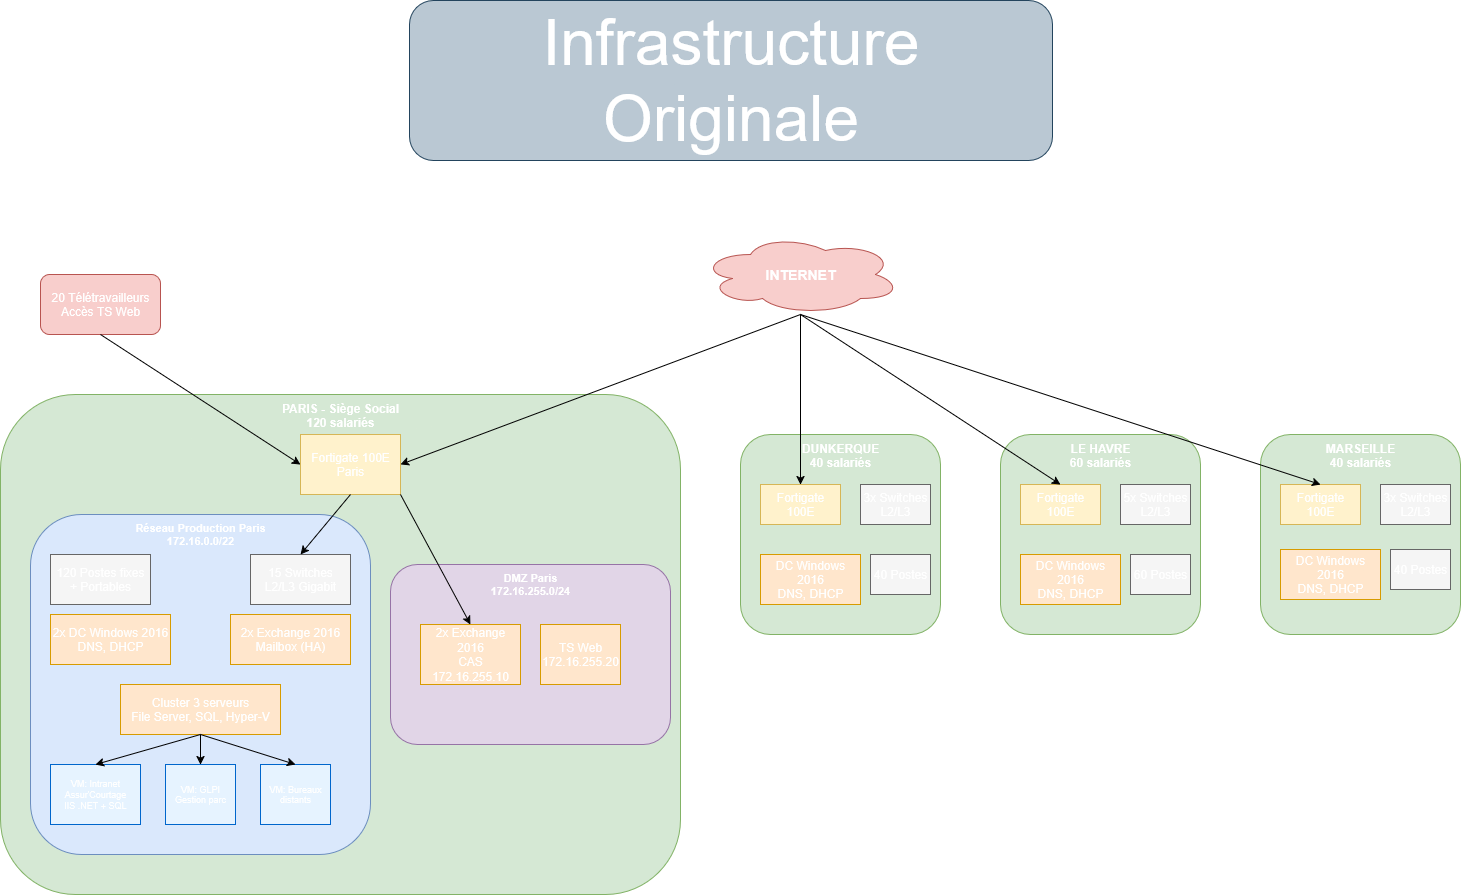 Infrastructure
Originale
INTERNET
20 Télétravailleurs
Accès TS Web
PARIS - Siège Social
120 salariés
Fortigate 100E
Paris
Réseau Production Paris
172.16.0.0/22
120 Postes fixes
+ Portables
15 Switches
L2/L3 Gigabit
2x DC Windows 2016
DNS, DHCP
2x Exchange 2016
Mailbox (HA)
Cluster 3 serveurs
File Server, SQL, Hyper-V
VM: Intranet
Assur'Courtage
IIS .NET + SQL
VM: GLPI
Gestion parc
VM: Bureaux
distants
DMZ Paris
172.16.255.0/24
2x Exchange
2016
CAS
172.16.255.10
TS Web
172.16.255.20
DUNKERQUE
40 salariés
Fortigate
100E
3x Switches
L2/L3
DC Windows
2016
DNS, DHCP
40 Postes
LE HAVRE
60 salariés
Fortigate
100E
5x Switches
L2/L3
DC Windows
2016
DNS, DHCP
60 Postes
MARSEILLE
40 salariés
Fortigate
100E
3x Switches
L2/L3
DC Windows
2016
DNS, DHCP
40 Postes